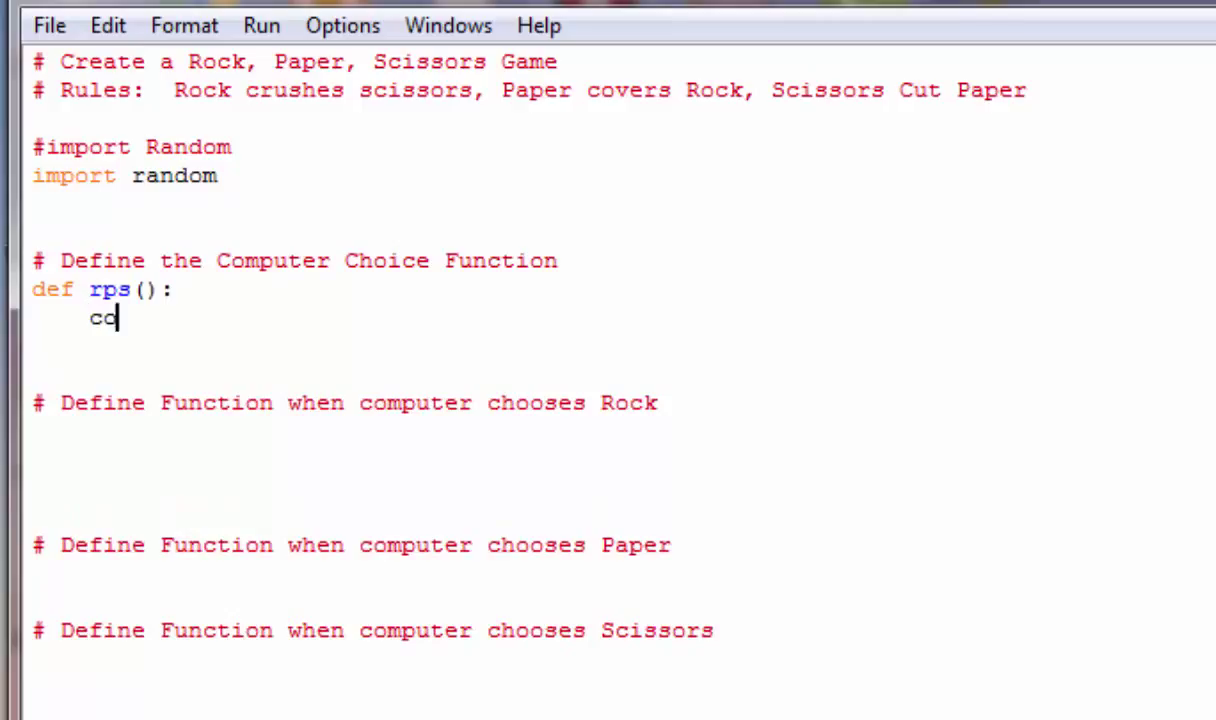 File Edit Format Run Options Windows Help
# Create a Rock, Paper, Scissors Game
# Rules:  Rock crushes scissors, Paper covers Rock, Scissors Cut Paper
#import Random
import random
# Define the Computer Choice Function
def rps():
    co
# Define Function when computer chooses Rock
# Define Function when computer chooses Paper
# Define Function when computer chooses Scissors